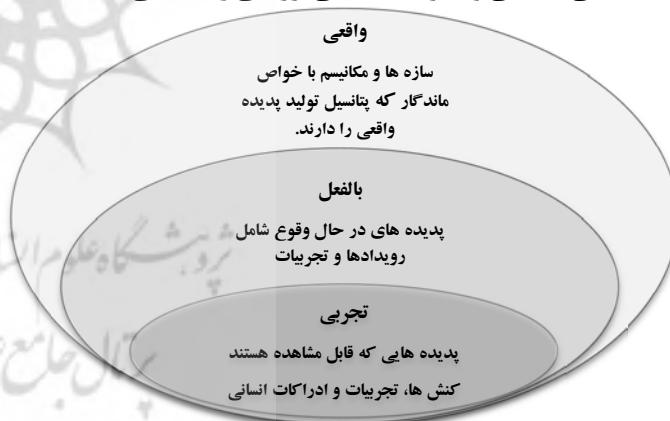 واقعی
سازه ها و مکانیسم با خواص
ماندگار که پتانسیل تولید پدیده
واقعی را دارند.
بالفعل
پدیده های در حال وقوع شامل
رویدادها و تجربیات
تجربی
پدیده هایی که قابل مشاهده هستند
کنش ها، تجربیات و ادراکات انسانی